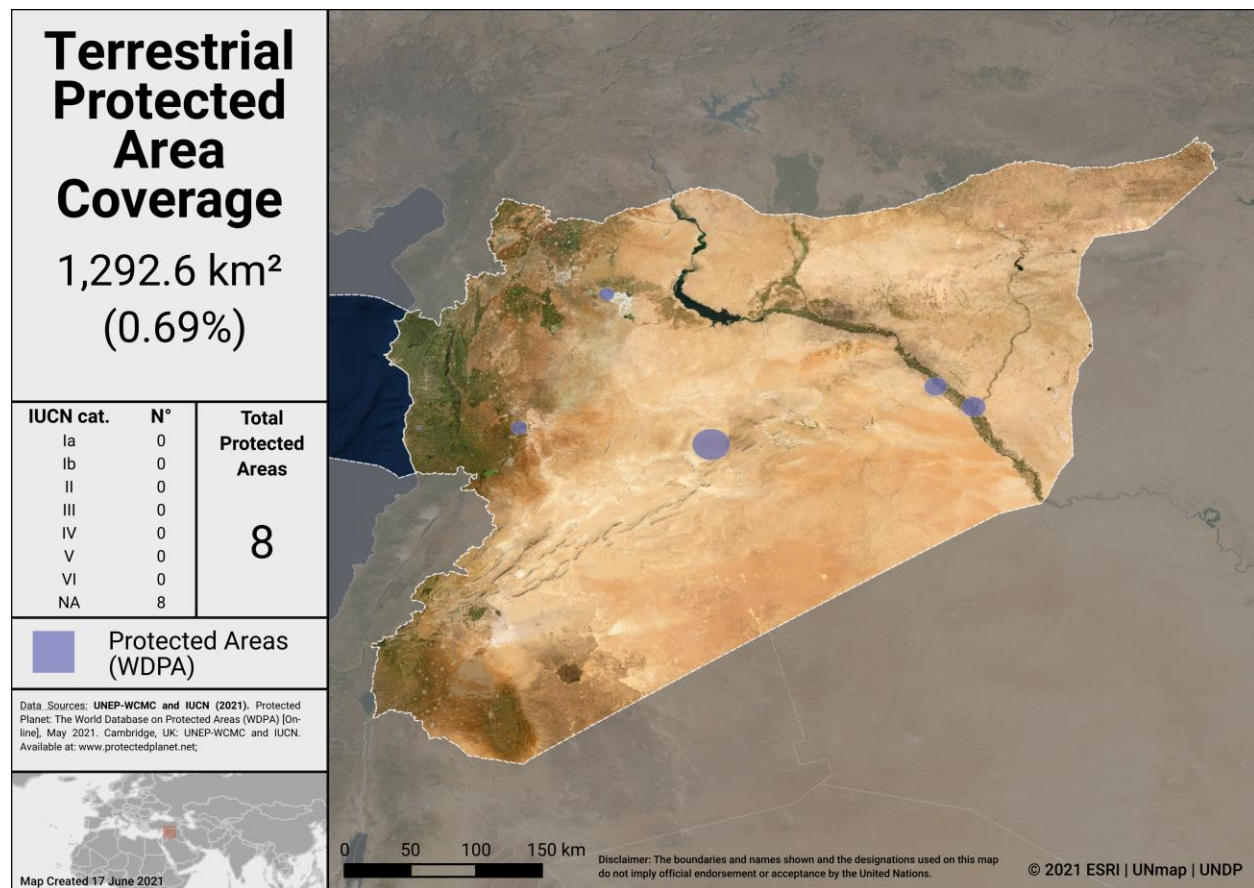 Terrestrial
Protected
Area
Coverage
1,292.6 km²
(0.69%)
IUCN cat. N°
Ia 0
Ib 0
II 0
III 0
IV 0
V 0
VI 0
NA 8
Total
Protected
Areas
8
Protected Areas
(WDPA)
Data Sources: UNEP-WCMC and IUCN (2021). Protected
Planet: The World Database on Protected Areas (WDPA) [On-
line], May 2021. Cambridge, UK: UNEP-WCMC and IUCN.
Available at: www.protectedplanet.net;
Map Created 17 June 2021
0 50 100 150 km
Disclaimer: The boundaries and names shown and the designations used on this map
do not imply official endorsement or acceptance by the United Nations.
© 2021 ESRI | UNmap | UNDP